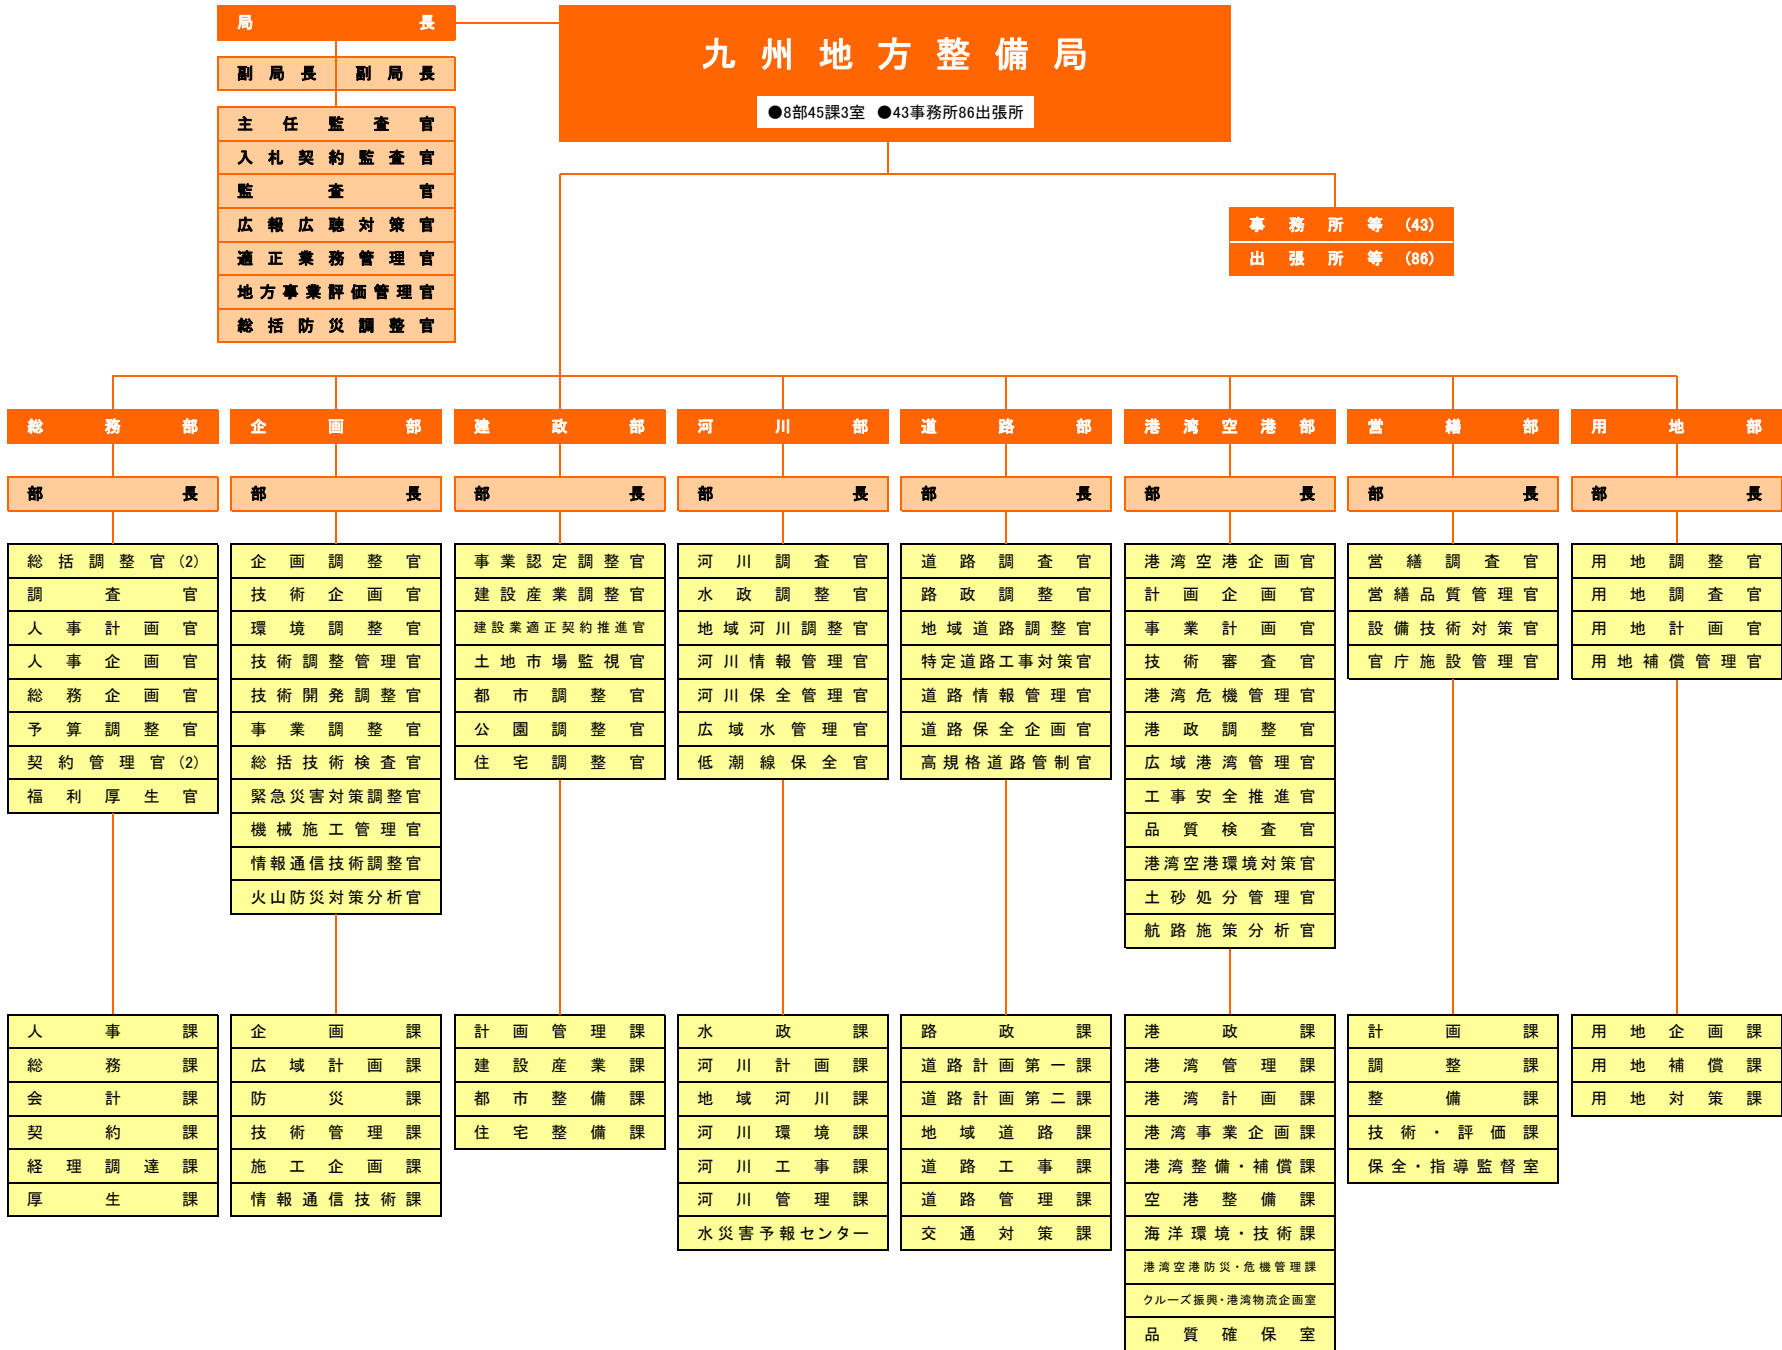 局長
九州地方整備局
●8部45課3室 ●43事務所86出張所
副局長 副局長
主任監査官
入札契約監査官
監査官
広報広聴対策官
適正業務管理官
地方事業評価管理官
総括防災調整官
事務所等(43)
出張所等(86)
総務部
部長
総括調整官(2)
調査官
人事計画官
人事企画官
総務企画官
予算調整官
契約管理官(2)
福利厚生官
人事課
総務課
会計課
契約課
経理調達課
厚生課
企画部
部長
企画調整官
技術企画官
環境調整官
技術調整管理官
技術開発調整官
事業調整官
総括技術検査官
緊急災害対策調整官
機械施工管理官
情報通信技術調整官
火山防災対策分析官
企画課
広域計画課
防災課
技術管理課
施工企画課
情報通信技術課
建政部
部長
事業認定調整官
建設産業調整官
建設業適正契約推進官
土地市場監視官
都市調整官
公園調整官
住宅調整官
計画管理課
建設産業課
都市整備課
住宅整備課
河川部
部長
河川調査官
水政調整官
地域河川調整官
河川情報管理官
河川保全管理官
広域水管理官
低潮線保全官
水政課
河川計画課
地域河川課
河川環境課
河川工事課
河川管理課
水災害予報センター
道路部
部長
道路調査官
路政調整官
地域道路調整官
特定道路工事対策官
道路情報管理官
道路保全企画官
高規格道路管制官
路政課
道路計画第一課
道路計画第二課
地域道路課
道路工事課
道路管理課
交通対策課
港湾空港部
部長
港湾空港企画官
計画企画官
事業計画官
技術審査官
港湾危機管理官
港政調整官
広域港湾管理官
工事安全推進官
品質検査官
港湾空港環境対策官
土砂処分管理官
航路施策分析官
港政課
港湾管理課
港湾計画課
港湾事業企画課
港湾整備・補償課
空港整備課
海洋環境・技術課
港湾空港防災・危機管理課
クルーズ振興・港湾物流企画室
品質確保室
営繕部
部長
営繕調査官
営繕品質管理官
設備技術対策官
官庁施設管理官
計画課
調整課
整備課
技術・評価課
保全・指導監督室
用地部
部長
用地調整官
用地調査官
用地計画官
用地補償管理官
用地企画課
用地補償課
用地対策課